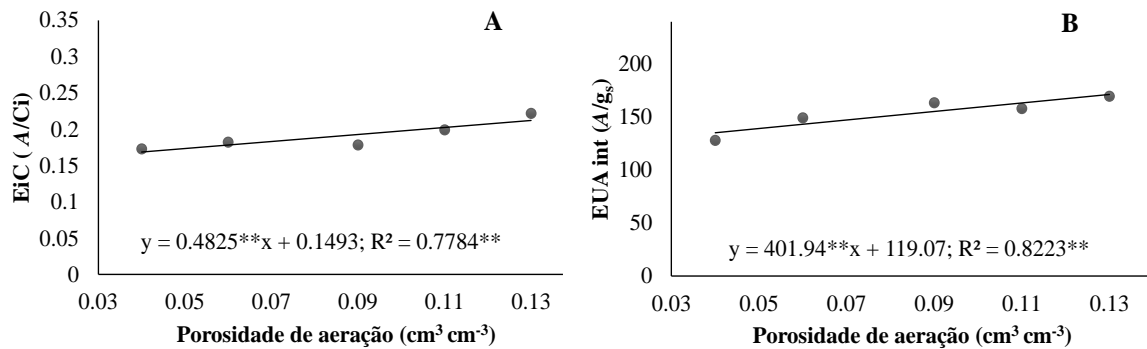 A
0.35
0.3
0.25
0.2
0.15
0.1
0.05
0
EiC ( A/Ci)
y = 0.4825**x + 0.1493; R² = 0.7784**
0.03 0.05 0.07 0.09 0.11 0.13
Porosidade de aeração (cm³ cm⁻³)
B
200
150
100
50
0
EUA int (A/gₛ)
y = 401.94**x + 119.07; R² = 0.8223**
0.03 0.05 0.07 0.09 0.11 0.13
Porosidade de aeração (cm³ cm⁻³)